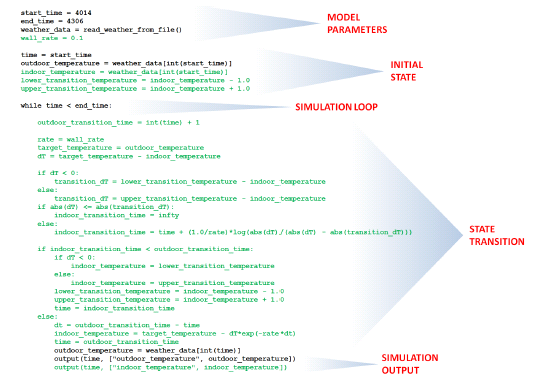 start_time = 4014
end_time = 4306
weather_data = read_weather_from_file()
wall_rate = 0.1
MODEL
PARAMETERS
time = start_time
outdoor_temperature = weather_data[int(start_time)]
indoor_temperature = weather_data[int(start_time)]
lower_transition_temperature = indoor_temperature - 1.0
upper_transition_temperature = indoor_temperature + 1.0
INITIAL
STATE
while time < end_time:
SIMULATION LOOP
outdoor_transition_time = int(time) + 1
rate = wall_rate
target_temperature = outdoor_temperature
dT = target_temperature - indoor_temperature
if dT < 0:
transition_dT = lower_transition_temperature - indoor_temperature
else:
transition_dT = upper_transition_temperature - indoor_temperature
if abs(dT) <= abs(transition_dT):
indoor_transition_time = infty
else:
indoor_transition_time = time + (1.0/rate)*log(abs(dT)/(abs(dT) - abs(transition_dT)))
if indoor_transition_time < outdoor_transition_time:
if dT < 0:
indoor_temperature = lower_transition_temperature
else:
indoor_temperature = upper_transition_temperature
lower_transition_temperature = indoor_temperature - 1.0
upper_transition_temperature = indoor_temperature + 1.0
time = indoor_transition_time
else:
dt = outdoor_transition_time - time
indoor_temperature = target_temperature - dT*exp(-rate*dt)
time = outdoor_transition_time
outdoor_temperature = weather_data[int(time)]
output(time, ["outdoor_temperature", outdoor_temperature])
output(time, ["indoor_temperature", indoor_temperature])
STATE
TRANSITION
SIMULATION
OUTPUT